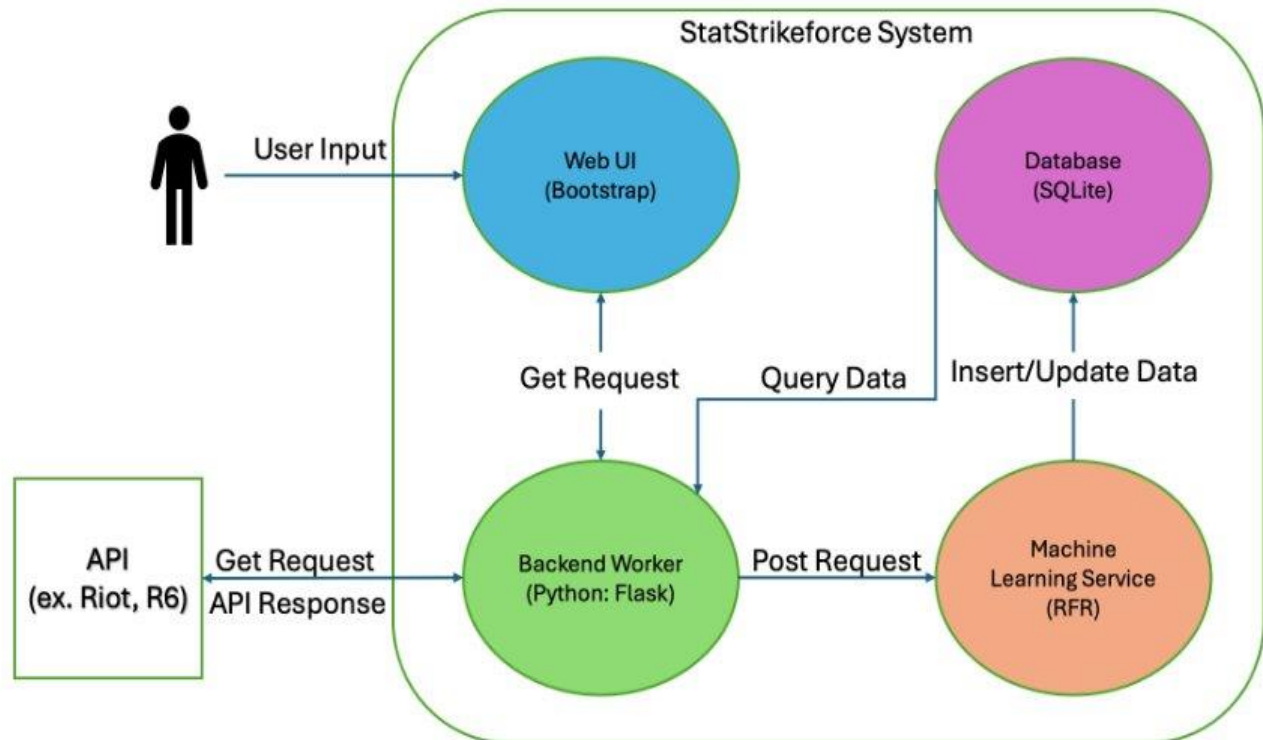 StatStrikeforce System
User Input
Web UI
(Bootstrap)
Database
(SQLite)
Get Request
Query Data
Insert/Update Data
API
(ex. Riot, R6)
Get Request
API Response
Backend Worker
(Python: Flask)
Post Request
Machine
Learning Service
(RFR)